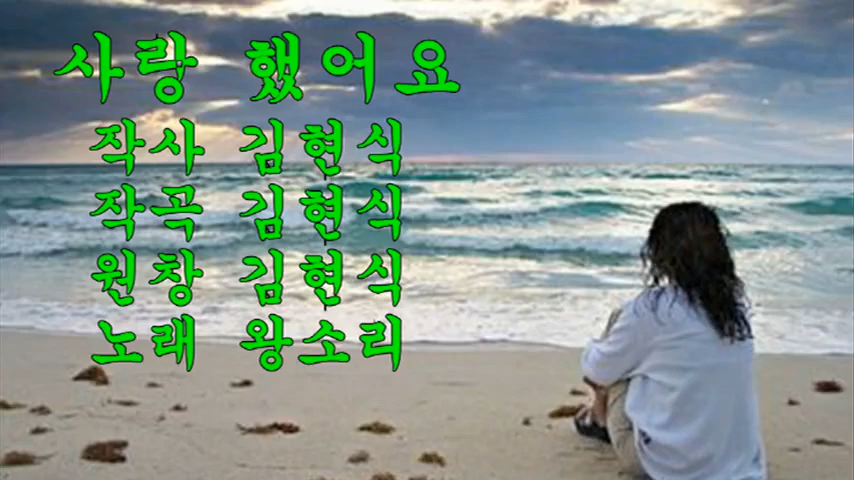 사랑 했어요
작사 김현식
작곡 김현식
원창 김현식
노래 왕소리